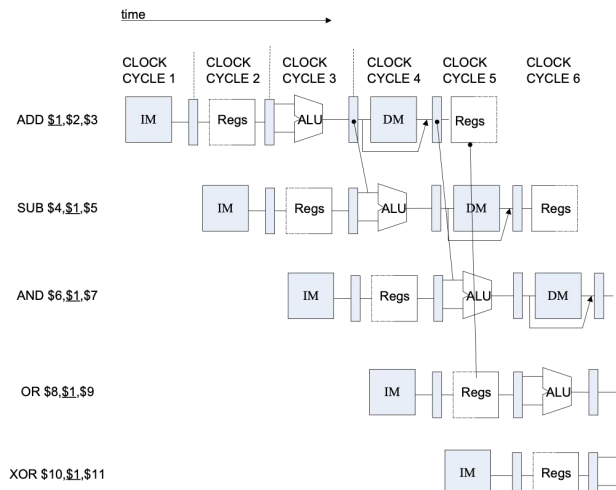 time
CLOCK CLOCK CLOCK CLOCK CLOCK CLOCK
CYCLE 1 CYCLE 2 CYCLE 3 CYCLE 4 CYCLE 5 CYCLE 6
ADD $1,$2,$3 IM Regs ALU DM Regs
SUB $4,$1,$5 IM Regs ALU DM Regs
AND $6,$1,$7 IM Regs ALU DM
OR $8,$1,$9 IM Regs ALU
XOR $10,$1,$11 IM Regs